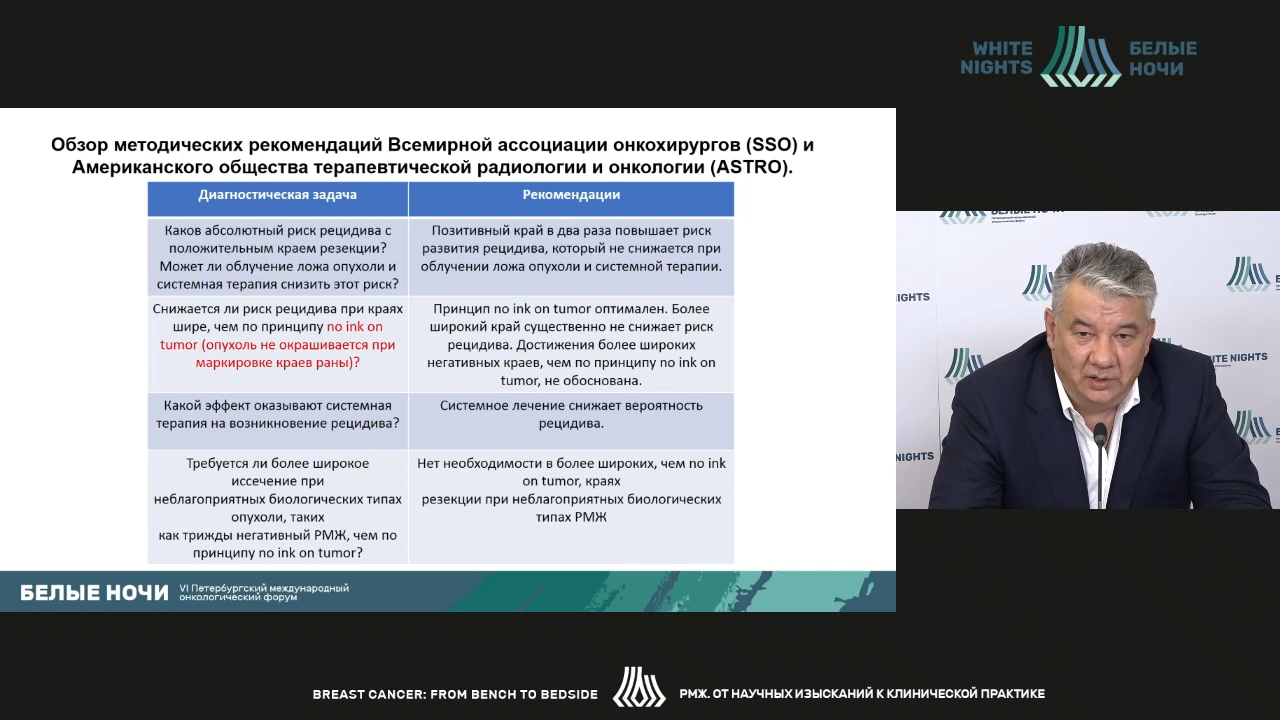 WHITE
NIGHTS
БЕЛЫЕ
НОЧИ
Обзор методических рекомендаций Всемирной ассоциации онкохирургов (SSO) и
Американского общества терапевтической радиологии и онкологии (ASTRO).
Диагностическая задача
Рекомендации
Каков абсолютный риск рецидива с
положительным краем резекции?
Может ли облучение ложа опухоли и
системная терапия снизить этот риск?
Позитивный край в два раза повышает риск
развития рецидива, который не снижается при
облучении ложа опухоли и системной терапии.
Снижается ли риск рецидива при краях
шире, чем по принципу no ink on
tumor (опухоль не окрашивается при
маркировке краев раны)?
Принцип no ink on tumor оптимален. Более
широкий край существенно не снижает риск
рецидива. Достижения более широких
негативных краев, чем по принципу no ink on
tumor, не обоснована.
Какой эффект оказывают системная
терапия на возникновение рецидива?
Системное лечение снижает вероятность
рецидива.
Требуется ли более широкое
иссечение при
неблагоприятных биологических типах
опухоли, таких
как трижды негативный РМЖ, чем по
принципу no ink on tumor?
Нет необходимости в более широких, чем no ink
on tumor, краях
резекции при неблагоприятных биологических
типах РМЖ
БЕЛЫЕ НОЧИ
VI Петербургский международный
онкологический форум
IGHTS
ITE NIGHTS
NIGHTS
BREAST CANCER: FROM BENCH TO BEDSIDE
РМЖ. ОТ НАУЧНЫХ ИЗЫСКАНИЙ К КЛИНИЧЕСКОЙ ПРАКТИКЕ